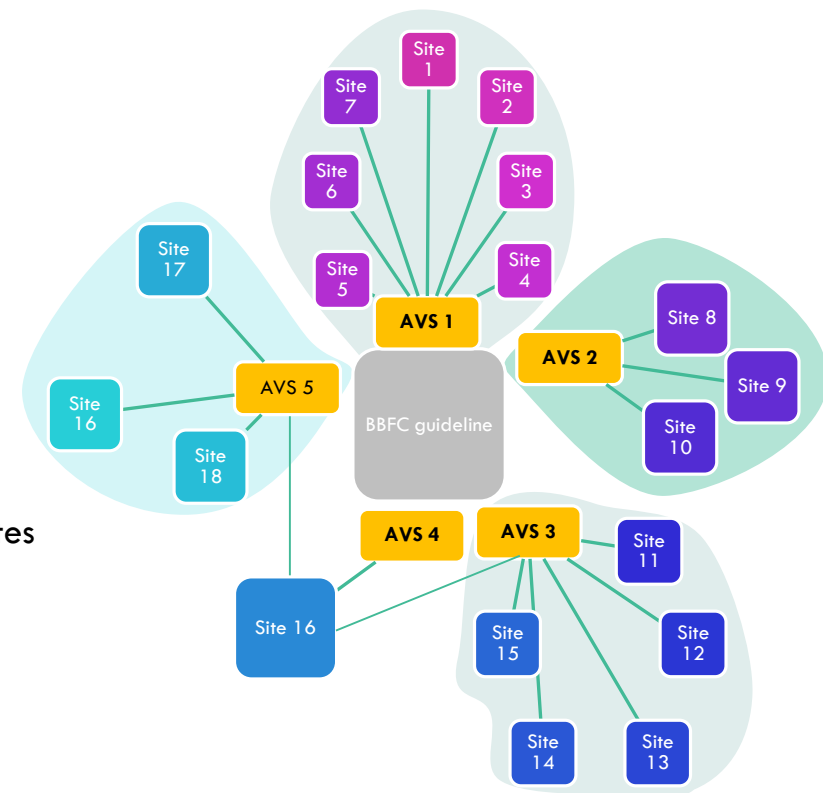 Site
1
Site
7
Site
2
Site
6
Site
3
Site
5
Site
4
AVS 1
Site
17
Site 8
AVS 2
Site 9
AVS 5
Site
16
BBFC guideline
Site
10
Site
18
tes
AVS 4
AVS 3
Site
11
Site 16
Site
15
Site
12
Site
14
Site
13